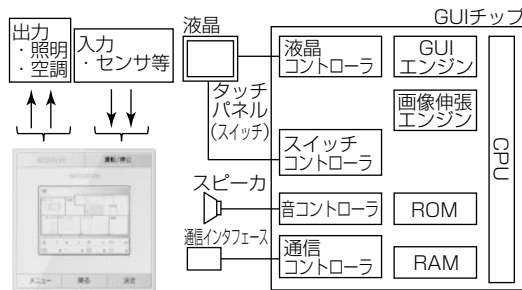 出力
・照明
・空調
入力
・センサ等
液晶
タッチ
パネル
(スイッチ)
スピーカ
通信インタフェース
GUIチップ
液晶
コントローラ
スイッチ
コントローラ
音コントローラ
通信
コントローラ
GUI
エンジン
画像伸張
エンジン
ROM
RAM
CPU
運転/停止
メニュー
戻る
決定